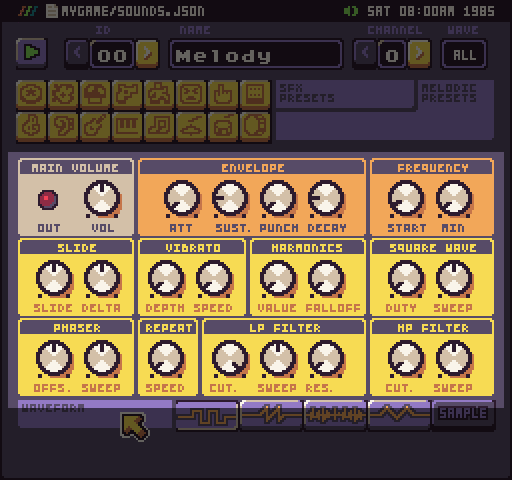 MYGAME/SOUNDS.JSON SAT 08:00AM 1985
ID NAME CHANNEL WAVE
00 Melody 0 ALL
SFX PRESETS
MELODIC PRESETS
MAIN VOLUME ENVELOPE FREQUENCY
OUT VOL ATT SUST. PUNCH DECAY START MIN
SLIDE VIBRATO HARMONICS SQUARE WAVE
SLIDE DELTA DEPTH SPEED VALUE FALLOFF DUTY SWEEP
PHASER REPEAT LP FILTER HP FILTER
OFFS. SWEEP SPEED CUT. SWEEP RES. CUT. SWEEP
WAVEFORM SAMPLE